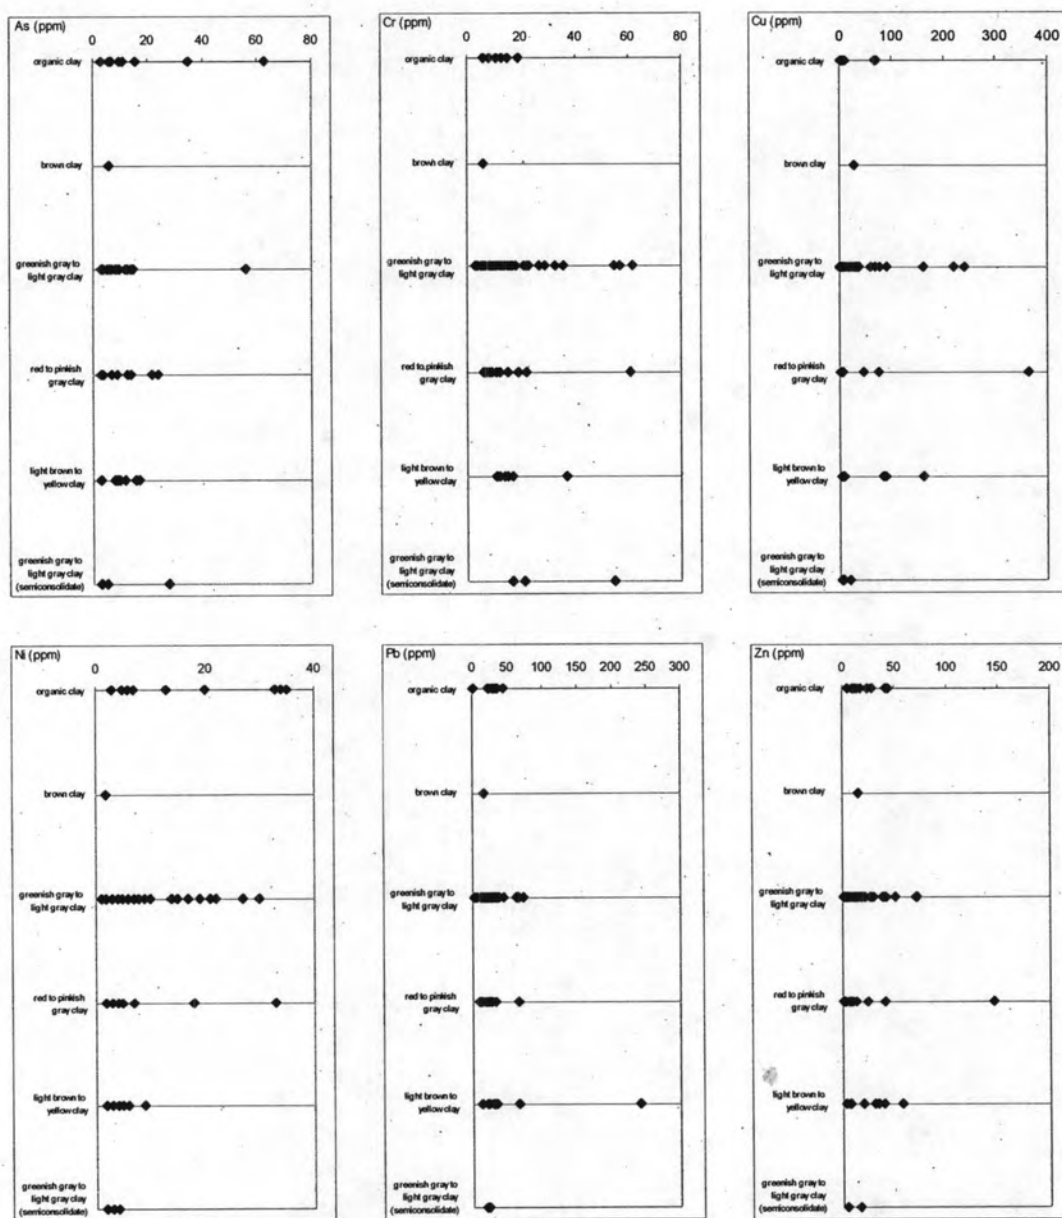 As (ppm)
0 20 40 60 80
organic clay
brown clay
greenish gray to
light gray clay
red to pinkish
gray clay
light brown to
yellow clay
greenish gray to
light gray clay
(semiconsolidate)
Cr (ppm)
0 20 40 60 80
organic clay
brown clay
greenish gray to
light gray clay
red to pinkish
gray clay
light brown to
yellow clay
greenish gray to
light gray clay
(semiconsolidate)
Cu (ppm)
0 100 200 300 400
organic clay
brown clay
greenish gray to
light gray clay
red to pinkish
gray clay
light brown to
yellow clay
greenish gray to
light gray clay
(semiconsolidate)
Ni (ppm)
0 20 40
organic clay
brown clay
greenish gray to
light gray clay
red to pinkish
gray clay
light brown to
yellow clay
greenish gray to
light gray clay
(semiconsolidate)
Pb (ppm)
0 50 100 150 200 250 300
organic clay
brown clay
greenish gray to
light gray clay
red to pinkish
gray clay
light brown to
yellow clay
greenish gray to
light gray clay
(semiconsolidate)
Zn (ppm)
0 50 100 150 200
organic clay
brown clay
greenish gray to
light gray clay
red to pinkish
gray clay
light brown to
yellow clay
greenish gray to
light gray clay
(semiconsolidate)